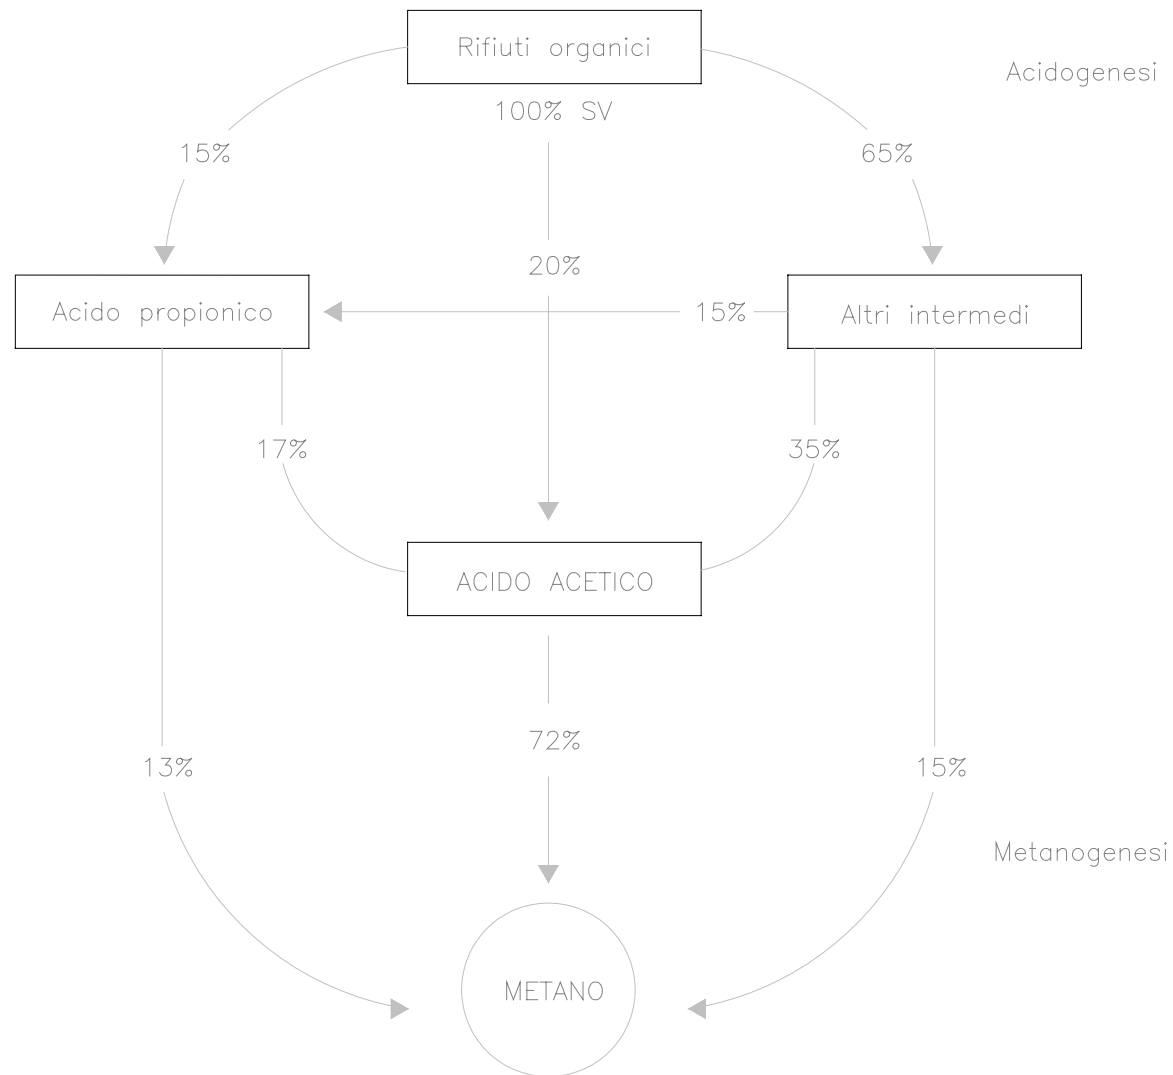 Rifiuti organici
Acidogenesi
100% SV
15%
65%
20%
Acido propionico
15%
Altri intermedi
17%
35%
ACIDO ACETICO
72%
13%
15%
Metanogenesi
METANO